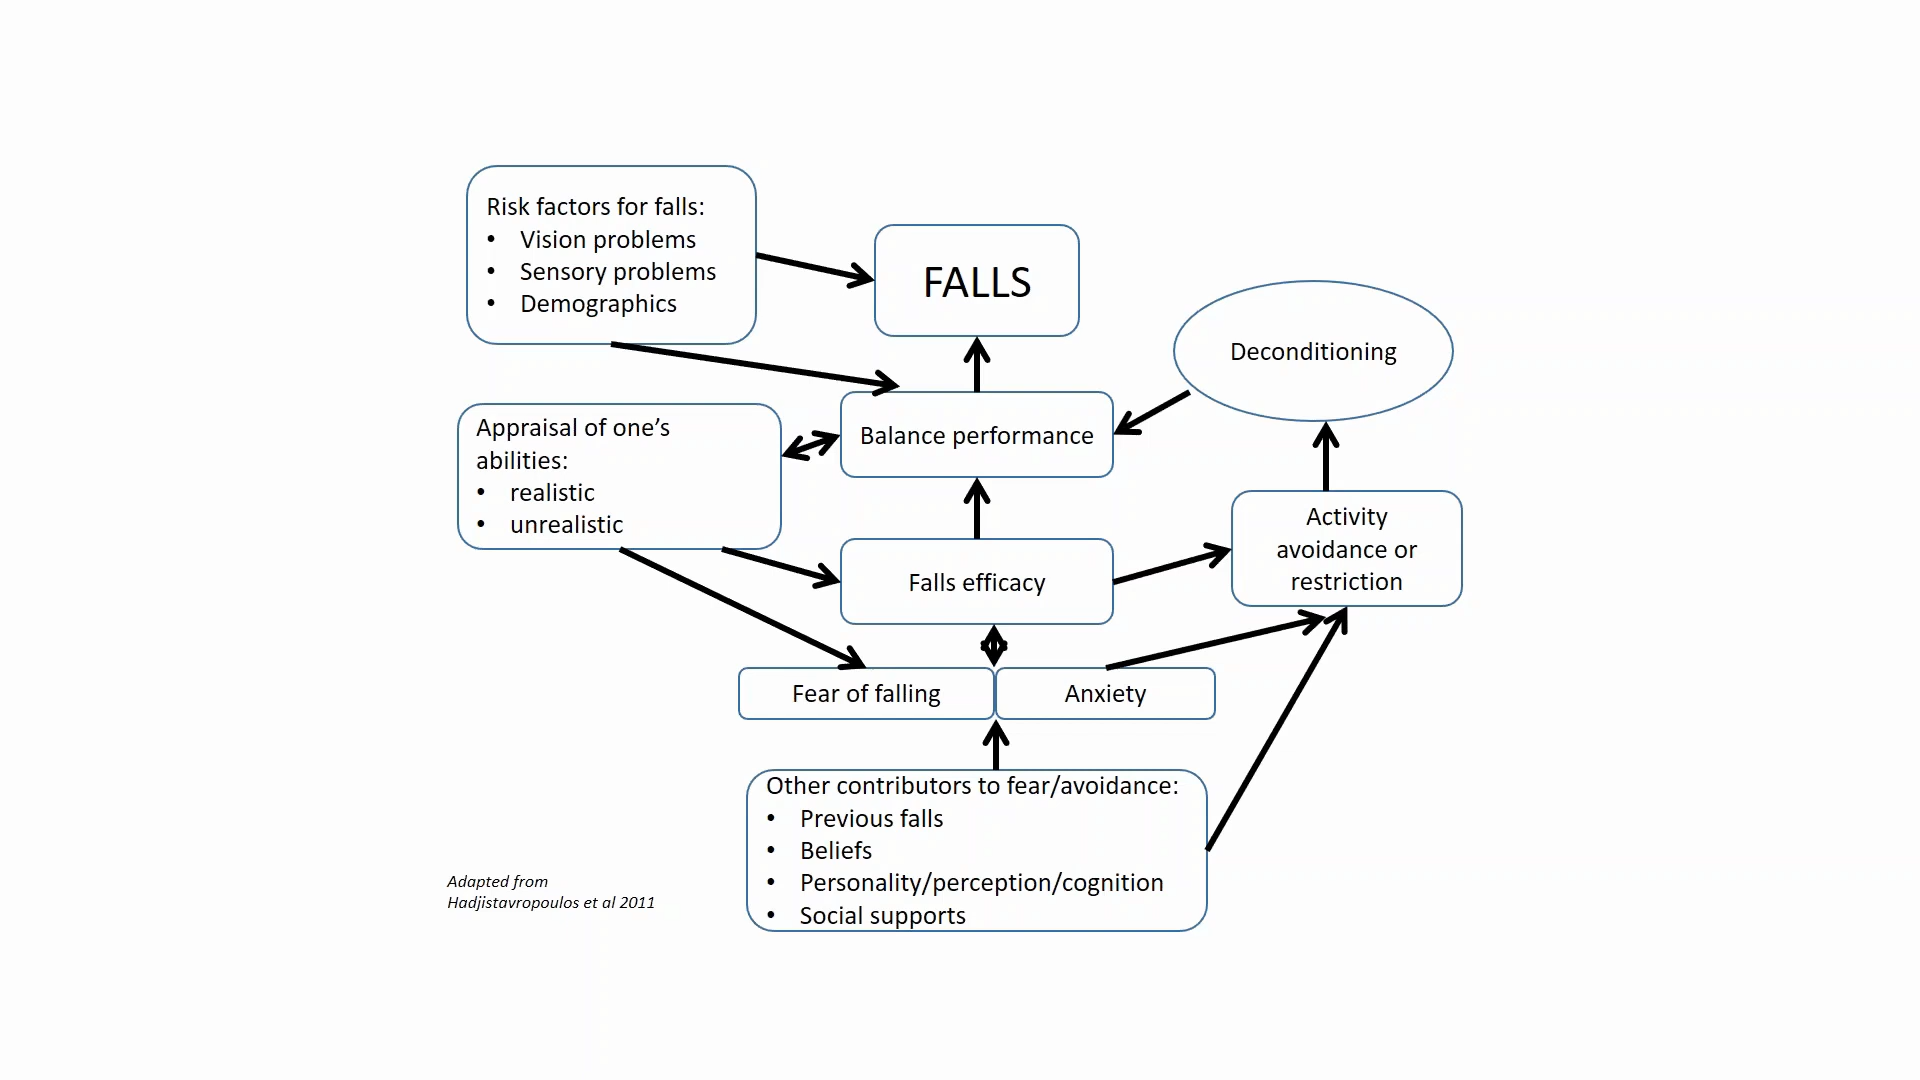 Risk factors for falls:
• Vision problems
• Sensory problems
• Demographics
FALLS
Deconditioning
Appraisal of one’s
abilities:
• realistic
• unrealistic
Balance performance
Activity
avoidance or
restriction
Falls efficacy
Fear of falling
Anxiety
Other contributors to fear/avoidance:
• Previous falls
• Beliefs
• Personality/perception/cognition
• Social supports
Adapted from
Hadjistavropoulos et al 2011